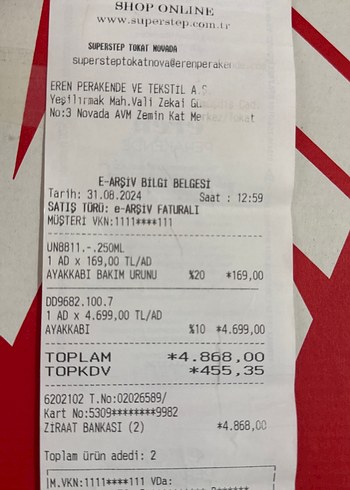 SHOP ONLINE
www.superstep.com.tr
SUPERSTEP TOKAT NOVADA
supersteptokatnova@erenperakende
EREN PERAKENDE VE TEKSTİL A.Ş.
Yeşilırmak Mah.Vali Zekai
No:3 Novada AVM Zemin Kat Merkez/Tokat
E-ARŞİV BİLGİ BELGESİ
Tarih: 31.08.2024 Saat : 12:59
SATIŞ TÜRÜ: e-ARŞİV FATURALI
MÜŞTERİ VKN:1111****111
UN8811.-.250ML
1 AD x 169,00 TL/AD
AYAKKABI BAKIM URUNU %20 *169,00
DD9682.100.7
1 AD x 4.699,00 TL/AD
AYAKKABI %10 *4.699,00
TOPLAM *4.868,00
TOPKDV *455,35
6202102 T.No:02026589/
Kart No:5309********9982
ZİRAAT BANKASI (2) *4.868,00
Toplam ürün adedi: 2
M.VKN:1111****111 VDa: